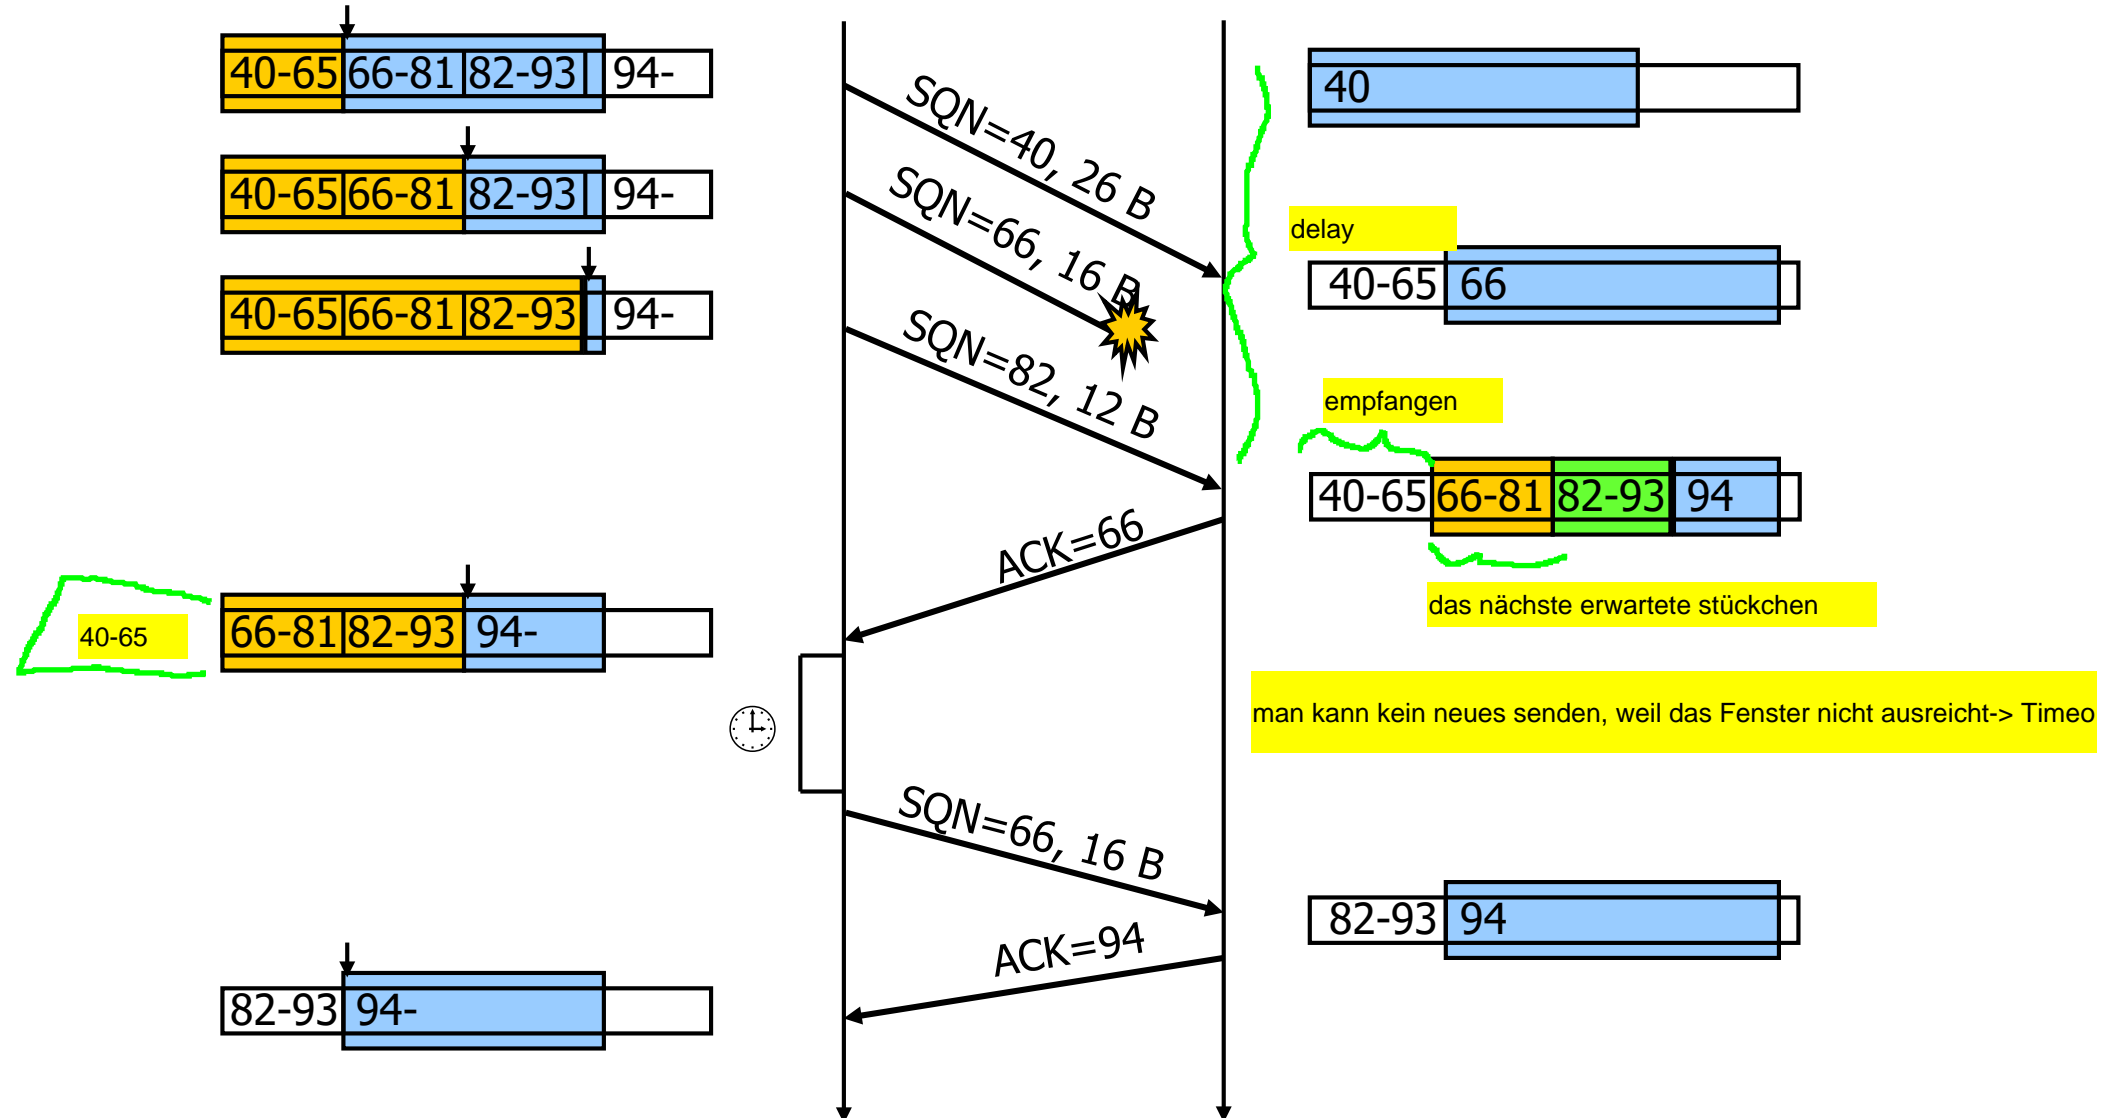 40-65 66-81 82-93 94-
40-65 66-81 82-93 94-
40-65 66-81 82-93 94-
40-65
66-81 82-93 94-
82-93 94-
SQN=40, 26 B
SQN=66, 16 B
SQN=82, 12 B
ACK=66
SQN=66, 16 B
ACK=94
40
delay
40-65 66
empfangen
40-65 66-81 82-93 94
das nächste erwartete stückchen
man kann kein neues senden, weil das Fenster nicht ausreicht-> Timeo
82-93 94